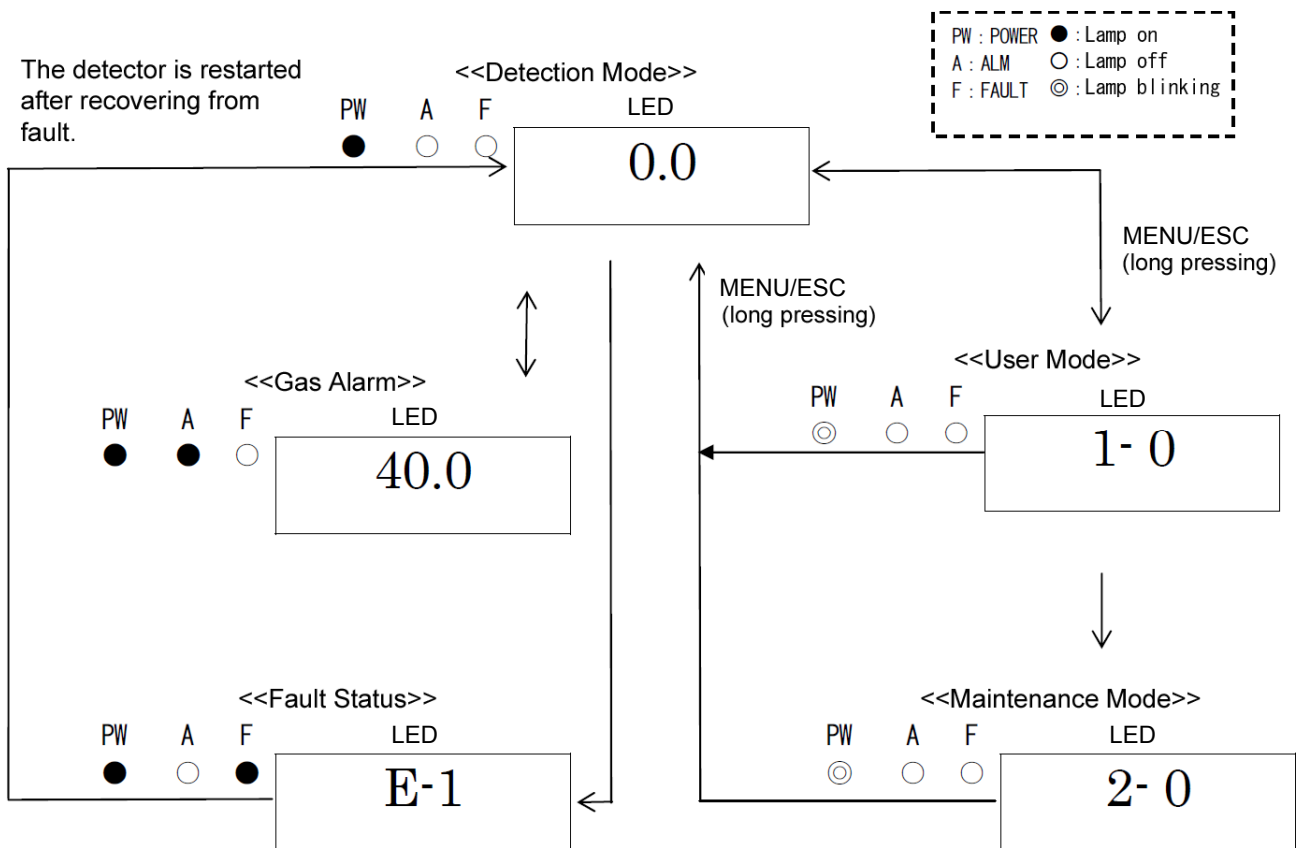 PW : POWER ● : Lamp on
A : ALM ○ : Lamp off
F : FAULT ◎ : Lamp blinking
The detector is restarted
after recovering from
fault.
<<Detection Mode>>
PW A F LED
● ○ ○
0.0
MENU/ESC
(long pressing)
MENU/ESC
(long pressing)
<<Gas Alarm>>
PW A F LED
● ● ○
40.0
<<User Mode>>
PW A F LED
◎ ○ ○
1- 0
<<Fault Status>>
PW A F LED
● ○ ●
E-1
<<Maintenance Mode>>
PW A F LED
◎ ○ ○
2- 0